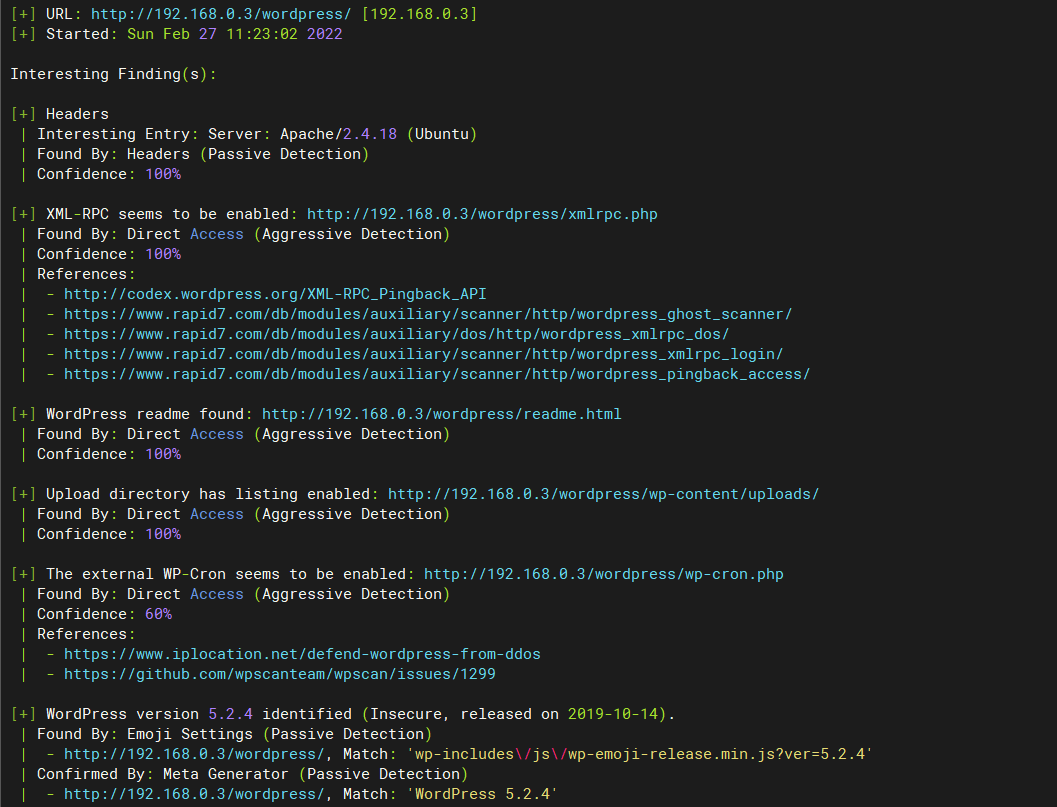 [+] URL: http://192.168.0.3/wordpress/ [192.168.0.3]
[+] Started: Sun Feb 27 11:23:02 2022

Interesting Finding(s):

[+] Headers
 | Interesting Entry: Server: Apache/2.4.18 (Ubuntu)
 | Found By: Headers (Passive Detection)
 | Confidence: 100%

[+] XML-RPC seems to be enabled: http://192.168.0.3/wordpress/xmlrpc.php
 | Found By: Direct Access (Aggressive Detection)
 | Confidence: 100%
 | References:
 |  - http://codex.wordpress.org/XML-RPC_Pingback_API
 |  - https://www.rapid7.com/db/modules/auxiliary/scanner/http/wordpress_ghost_scanner/
 |  - https://www.rapid7.com/db/modules/auxiliary/dos/http/wordpress_xmlrpc_dos/
 |  - https://www.rapid7.com/db/modules/auxiliary/scanner/http/wordpress_xmlrpc_login/
 |  - https://www.rapid7.com/db/modules/auxiliary/scanner/http/wordpress_pingback_access/

[+] WordPress readme found: http://192.168.0.3/wordpress/readme.html
 | Found By: Direct Access (Aggressive Detection)
 | Confidence: 100%

[+] Upload directory has listing enabled: http://192.168.0.3/wordpress/wp-content/uploads/
 | Found By: Direct Access (Aggressive Detection)
 | Confidence: 100%

[+] The external WP-Cron seems to be enabled: http://192.168.0.3/wordpress/wp-cron.php
 | Found By: Direct Access (Aggressive Detection)
 | Confidence: 60%
 | References:
 |  - https://www.iplocation.net/defend-wordpress-from-ddos
 |  - https://github.com/wpscanteam/wpscan/issues/1299

[+] WordPress version 5.2.4 identified (Insecure, released on 2019-10-14).
 | Found By: Emoji Settings (Passive Detection)
 |  - http://192.168.0.3/wordpress/, Match: 'wp-includes\/js\/wp-emoji-release.min.js?ver=5.2.4'
 | Confirmed By: Meta Generator (Passive Detection)
 |  - http://192.168.0.3/wordpress/, Match: 'WordPress 5.2.4'